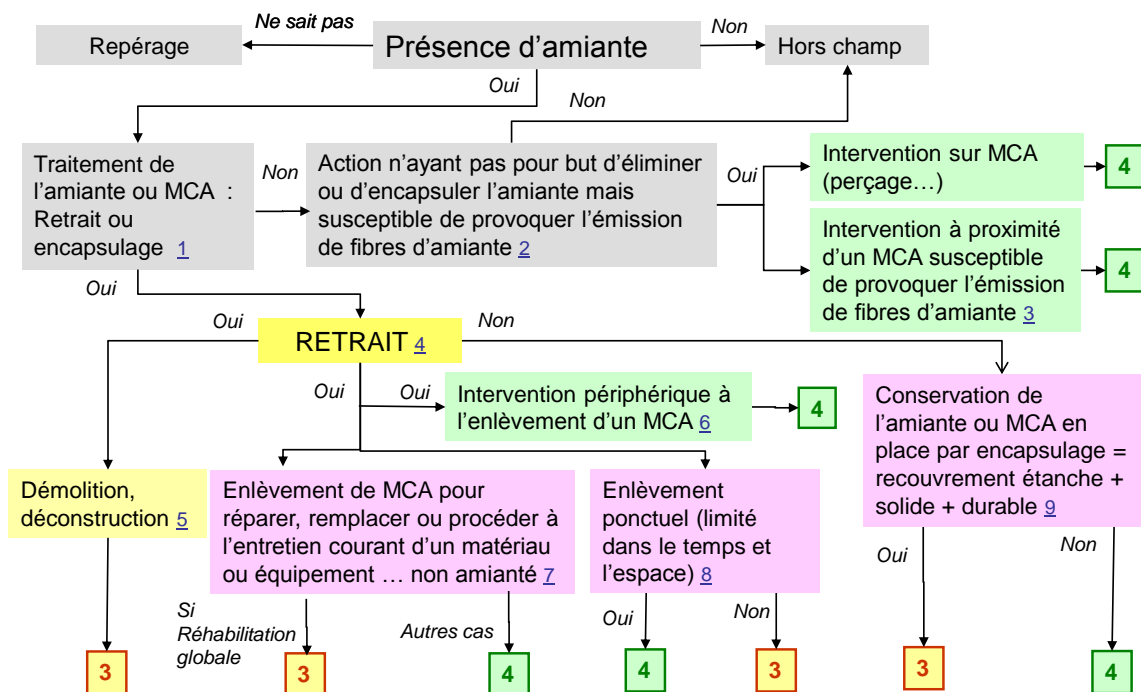 Ne sait pas
Non
Repérage
Présence d'amiante
Hors champ
Oui
Non
Traitement de
l'amiante ou MCA :
Retrait ou
encapsulage 1
Non
Action n'ayant pas pour but d'éliminer
ou d'encapsuler l'amiante mais
susceptible de provoquer l'émission
de fibres d'amiante 2
Oui
Intervention sur MCA
(perçage…)
4
Intervention à proximité
d'un MCA susceptible
de provoquer l'émission
de fibres d'amiante 3
4
Oui
Oui
RETRAIT 4
Non
Oui
Oui
Intervention périphérique à
l'enlèvement d'un MCA 6
4
Conservation de
l'amiante ou MCA en
place par encapsulage =
recouvrement étanche +
solide + durable 9
Démolition,
déconstruction 5
Enlèvement de MCA pour
réparer, remplacer ou procéder à
l'entretien courant d'un matériau
ou équipement … non amianté 7
Enlèvement
ponctuel (limité
dans le temps et
l'espace) 8
Oui
Non
Si
Réhabilitation
globale
Autres cas
Oui
Non
3
3
4
4
3
3
4